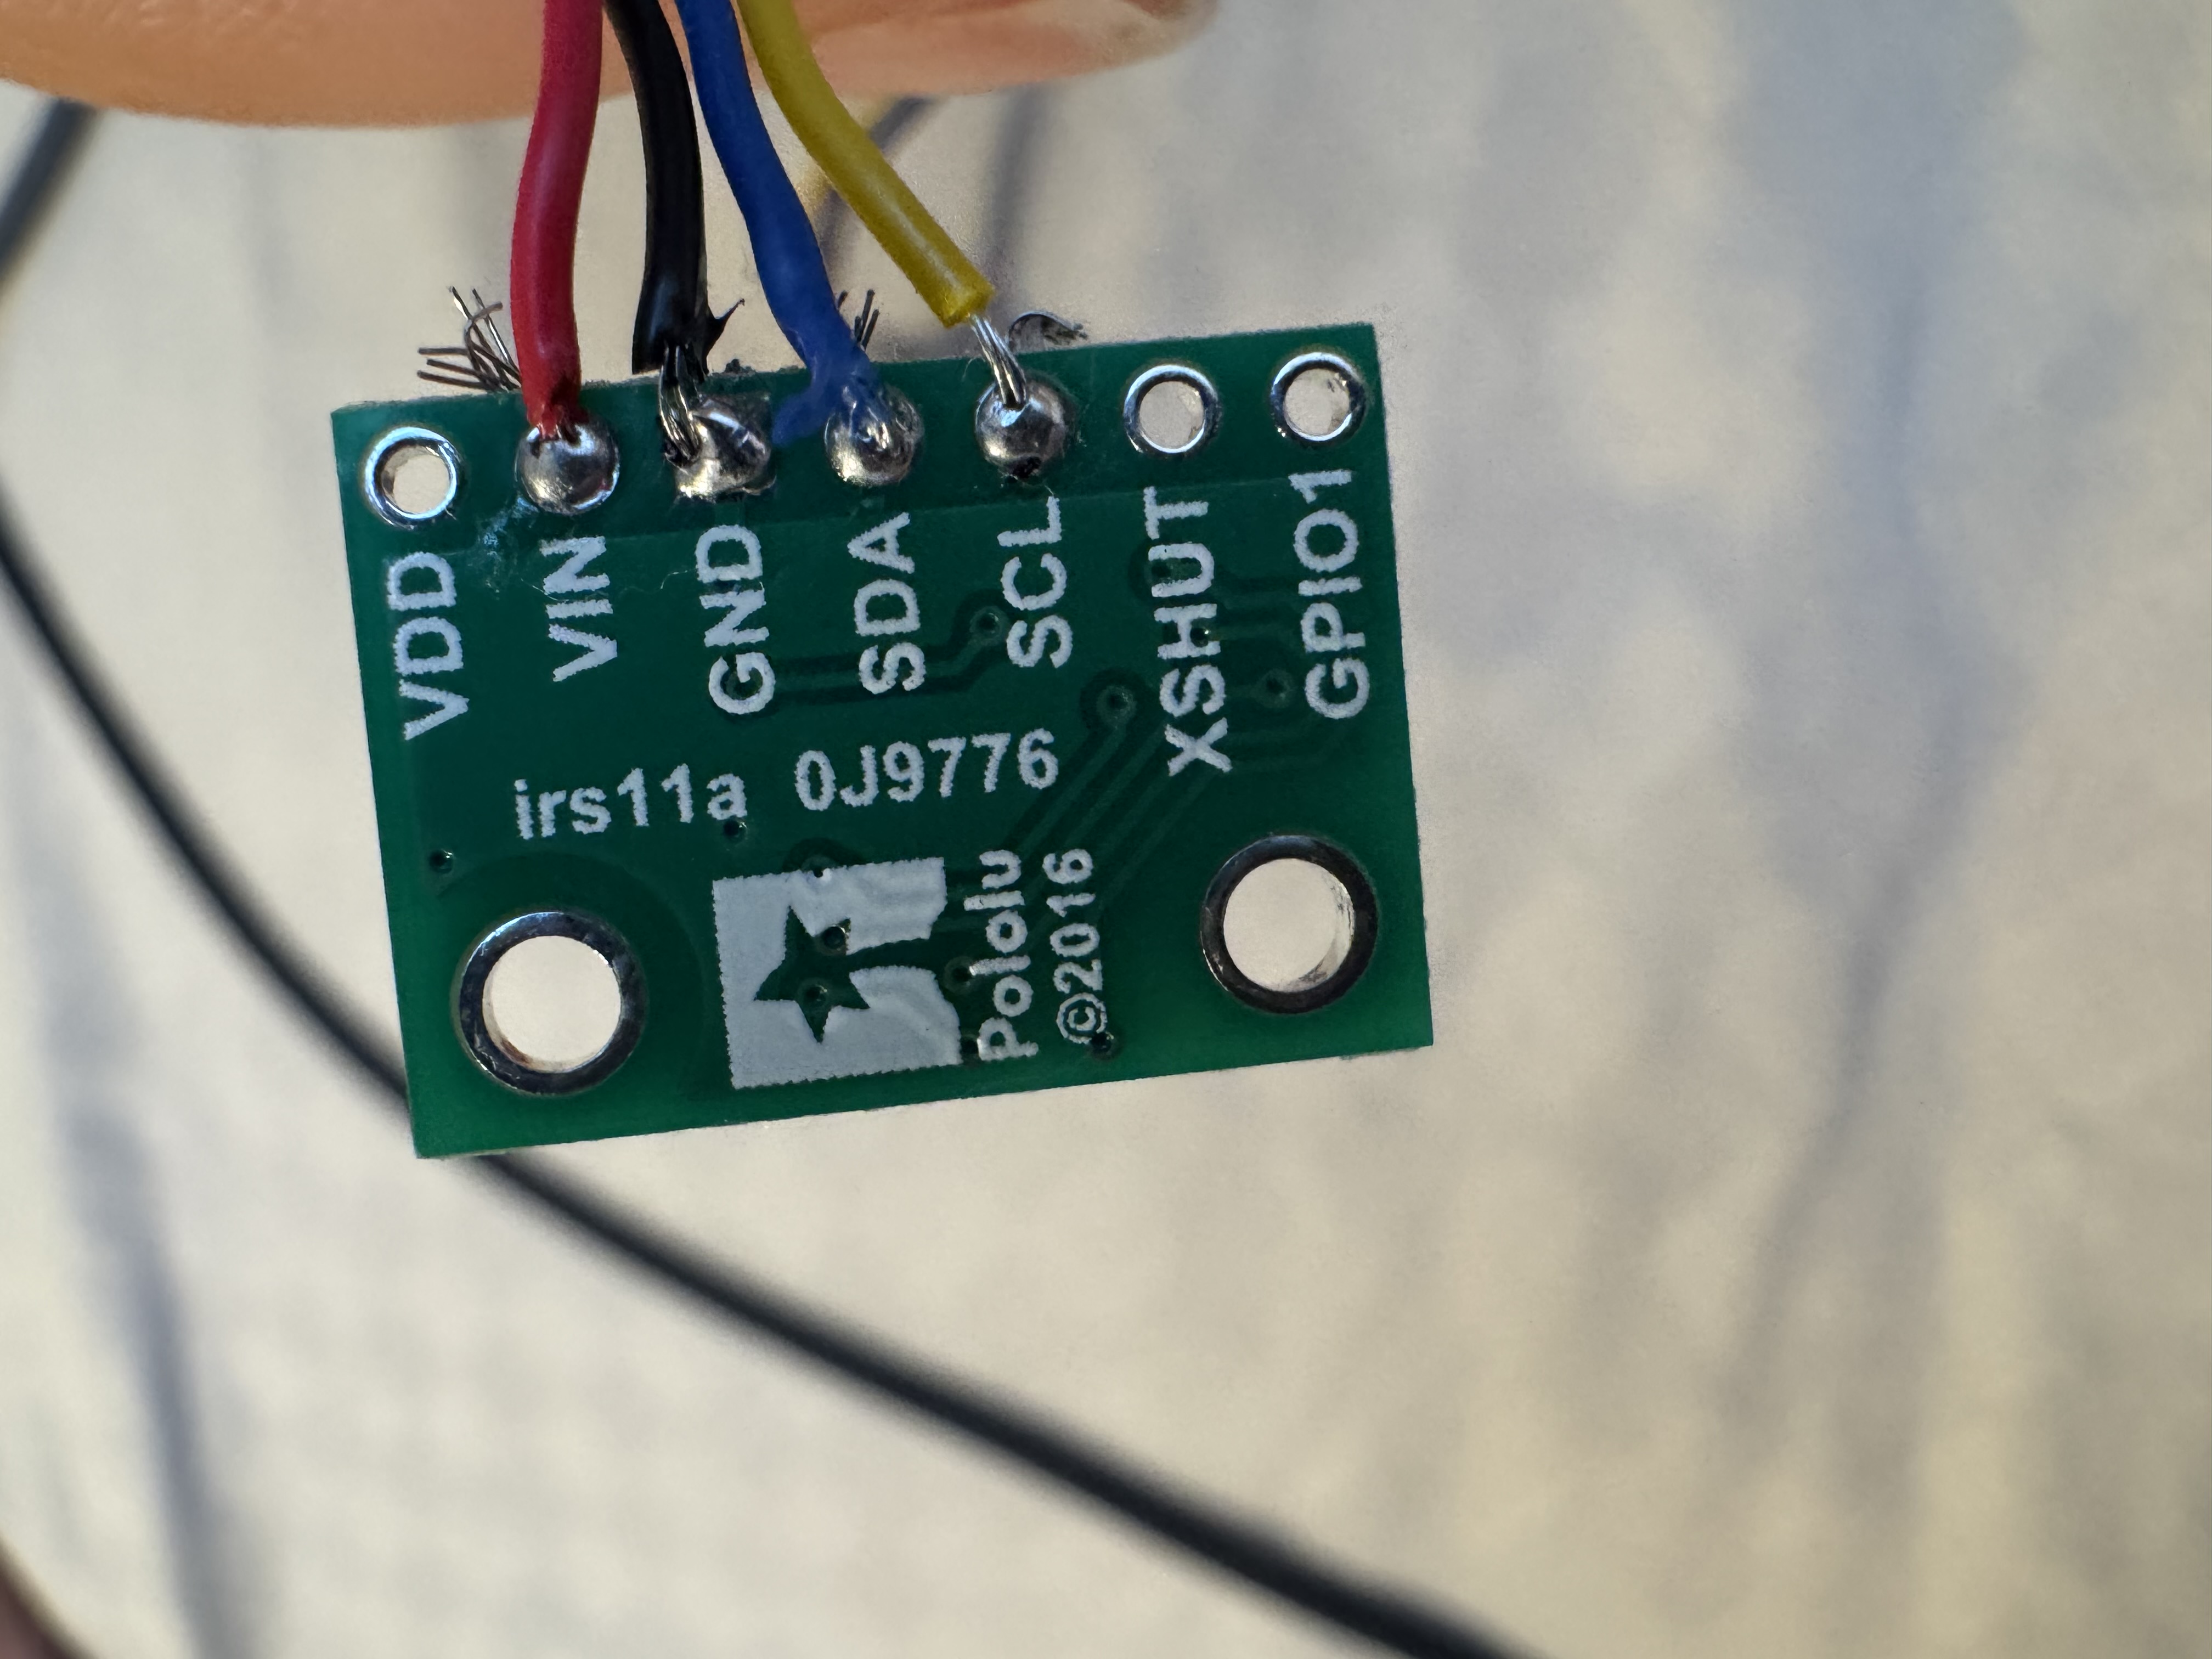 VDD
VIN
GND
SDA
SCL
XSHUT
GPIO1
irs11a 0J9776
Pololu
©2016